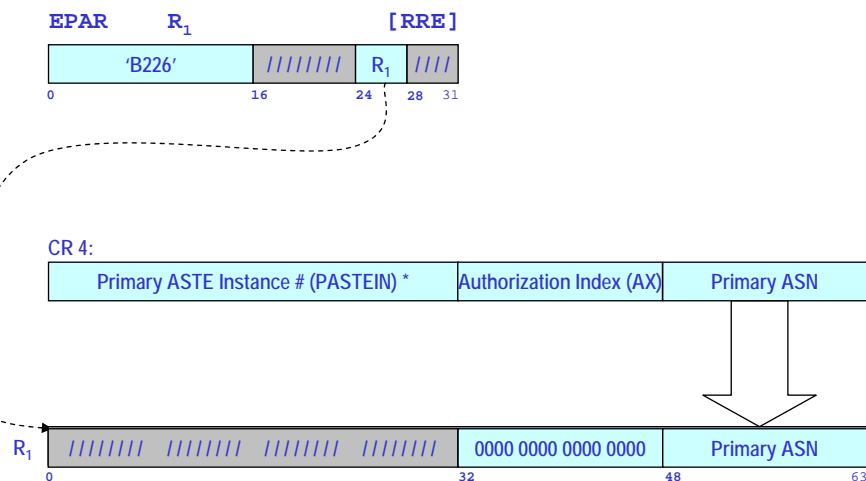 EPAR R1 [RRE]
‘B226’ //////// R1 ////
0 16 24 28 31
CR 4:
Primary ASTE Instance # (PASTEIN) * Authorization Index (AX) Primary ASN
R1 //////// //////// //////// //////// 0000 0000 0000 0000 Primary ASN
0 32 48 63